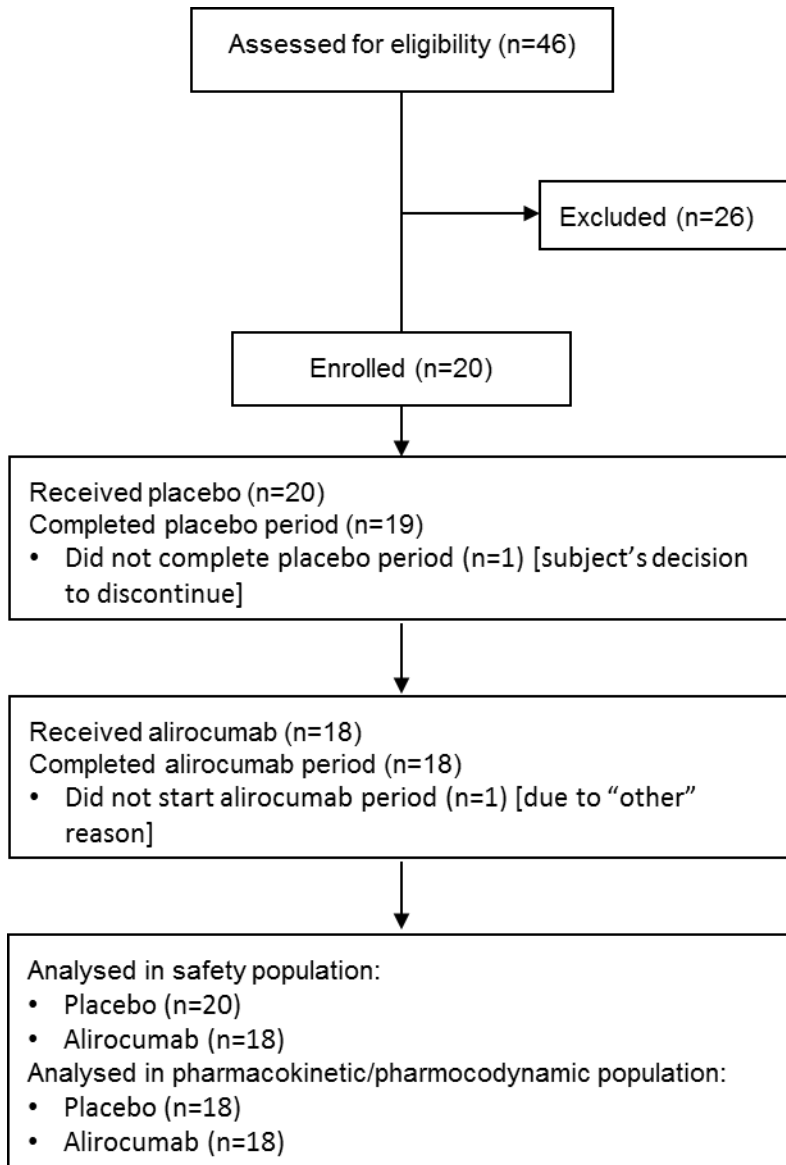 Assessed for eligibility (n=46)
Excluded (n=26)
Enrolled (n=20)
Received placebo (n=20)
Completed placebo period (n=19)
• Did not complete placebo period (n=1) [subject's decision
to discontinue]
Received alirocumab (n=18)
Completed alirocumab period (n=18)
• Did not start alirocumab period (n=1) [due to “other”
reason]
Analysed in safety population:
• Placebo (n=20)
• Alirocumab (n=18)
Analysed in pharmacokinetic/pharmocodynamic population:
• Placebo (n=18)
• Alirocumab (n=18)